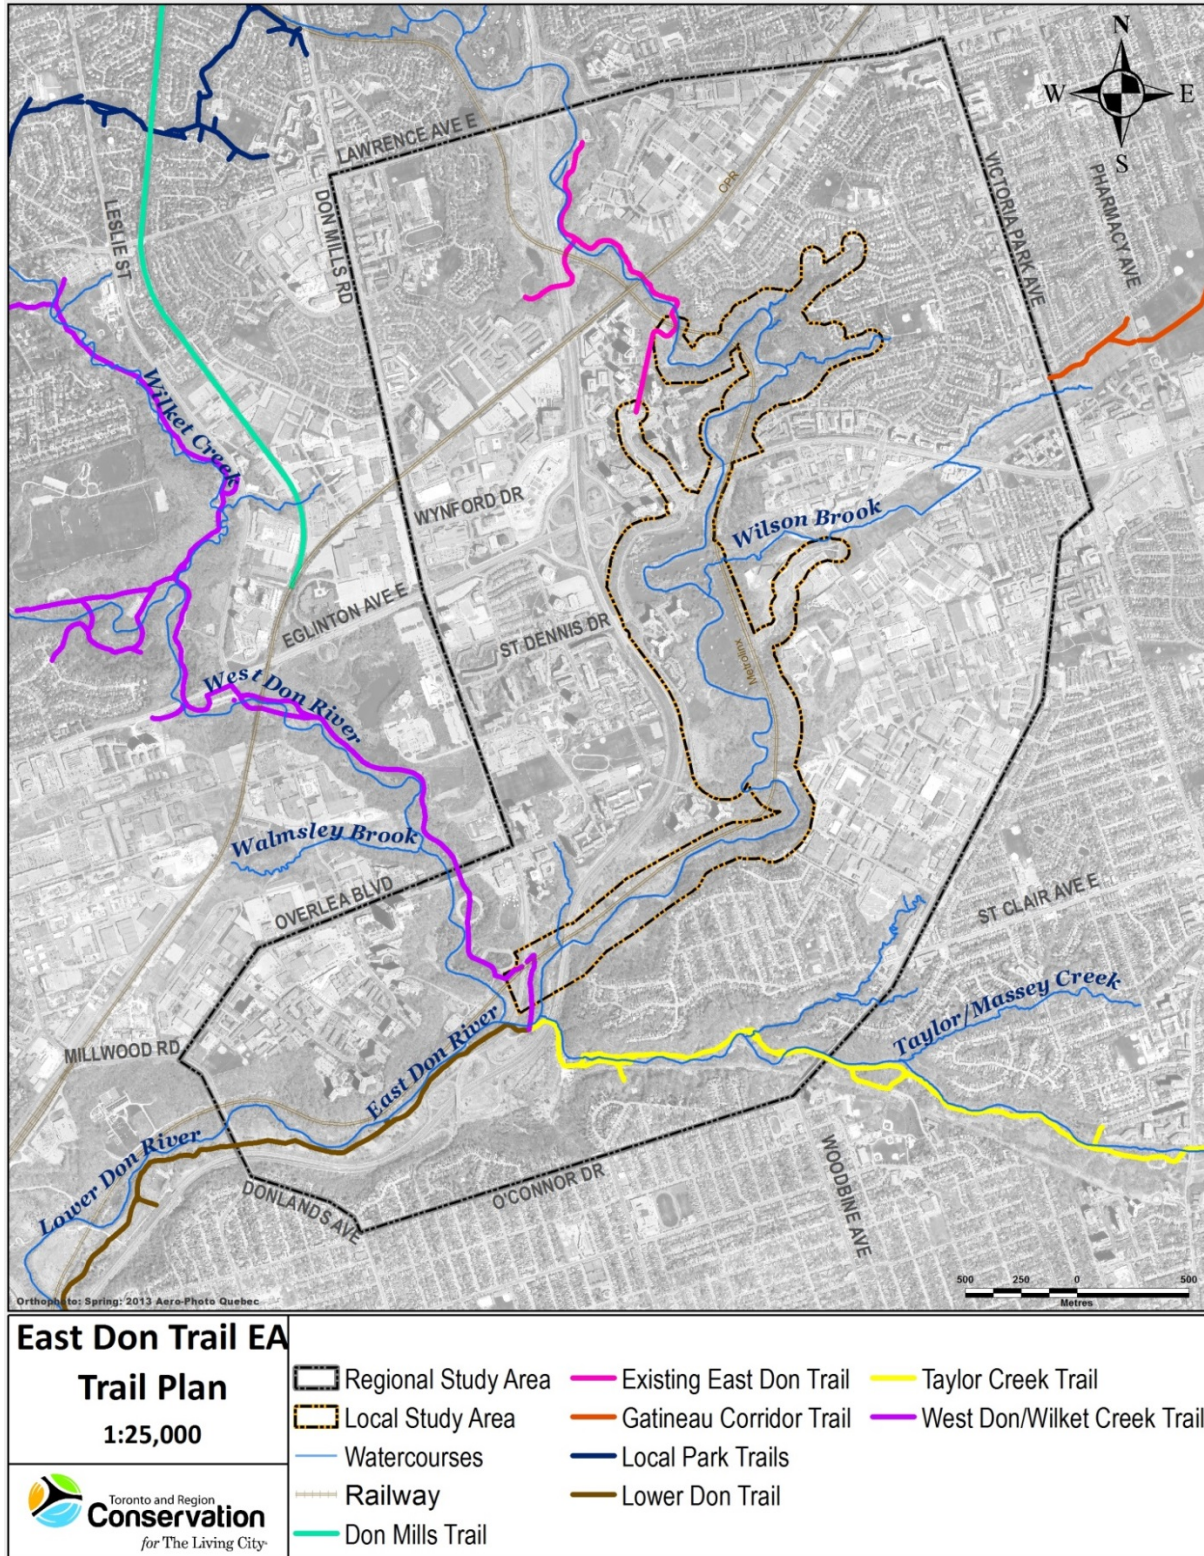 N
W
E
S
LAWRENCE AVE E
CPR
VICTORIA PARK AVE
PHARMACY AVE
LESLIE ST
DON MILLS RD
Wilket Creek
WYNFORD DR
Wilson Brook
EGLINTON AVE E
ST DENNIS DR
Metrolinx
West Don River
Walmsley Brook
OVERLEA BLVD
ST CLAIR AVE E
Taylor/Massey Creek
MILLWOOD RD
East Don River
Lower Don River
DONLANDS AVE
O'CONNOR DR
WOODBINE AVE
500 250 0 500
Metres
Orthophoto: Spring: 2013 Aero-Photo Quebec
East Don Trail EA
Trail Plan
1:25,000
Toronto and Region
Conservation
for The Living City
Regional Study Area
Local Study Area
Watercourses
Railway
Don Mills Trail
Existing East Don Trail
Gatineau Corridor Trail
Local Park Trails
Lower Don Trail
Taylor Creek Trail
West Don/Wilket Creek Trail